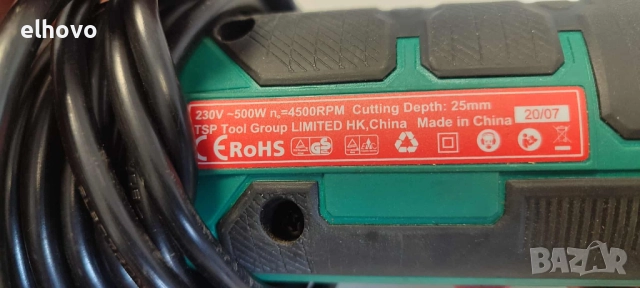 elhovo
230V ~500W n₀=4500RPM Cutting Depth: 25mm
TSP Tool Group LIMITED HK,China Made in China
20/07
CE RoHS
BAZAR